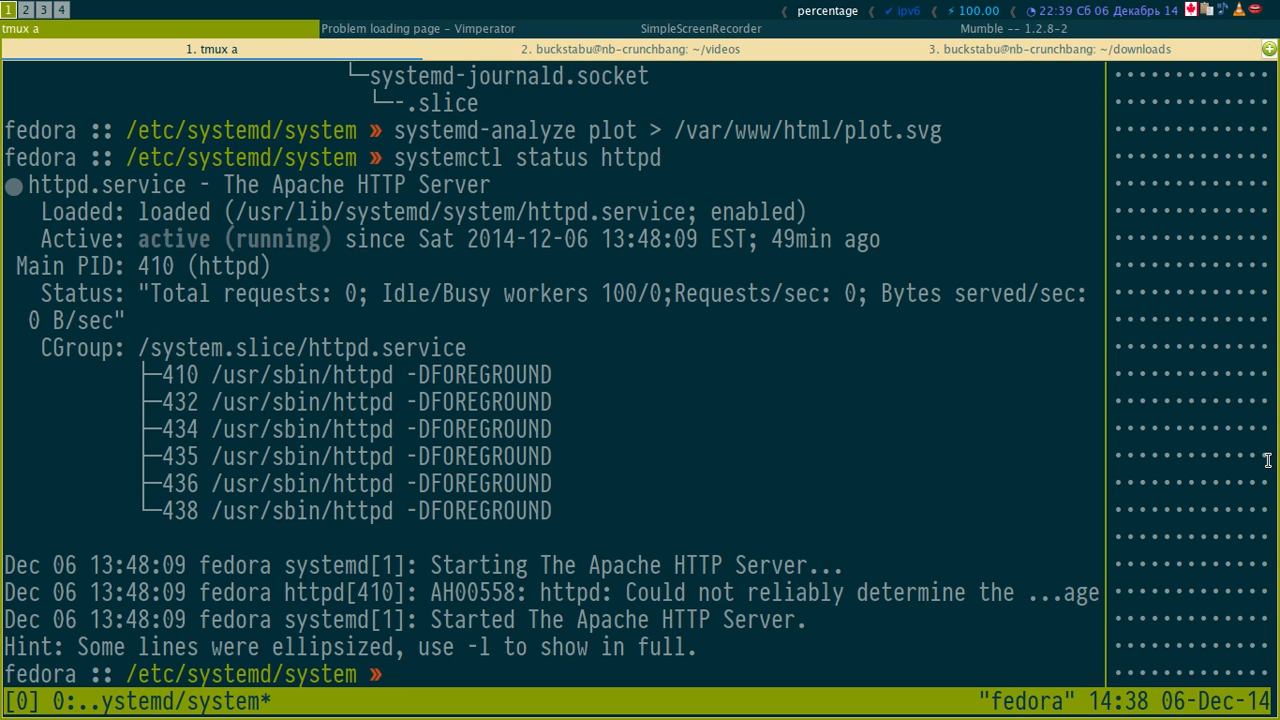 1 2 3 4 percentage ipv6 100.00 22:39 Сб 06 Декабрь 14
tmux a Problem loading page - Vimperator SimpleScreenRecorder Mumble -- 1.2.8-2
1. tmux a 2. buckstabu@nb-crunchbang: ~/videos 3. buckstabu@nb-crunchbang: ~/downloads
└─systemd-journald.socket
└─-.slice
fedora :: /etc/systemd/system » systemd-analyze plot > /var/www/html/plot.svg
fedora :: /etc/systemd/system » systemctl status httpd
● httpd.service - The Apache HTTP Server
Loaded: loaded (/usr/lib/systemd/system/httpd.service; enabled)
Active: active (running) since Sat 2014-12-06 13:48:09 EST; 49min ago
Main PID: 410 (httpd)
Status: "Total requests: 0; Idle/Busy workers 100/0;Requests/sec: 0; Bytes served/sec:
0 B/sec"
CGroup: /system.slice/httpd.service
├─410 /usr/sbin/httpd -DFOREGROUND
├─432 /usr/sbin/httpd -DFOREGROUND
├─434 /usr/sbin/httpd -DFOREGROUND
├─435 /usr/sbin/httpd -DFOREGROUND
├─436 /usr/sbin/httpd -DFOREGROUND
└─438 /usr/sbin/httpd -DFOREGROUND
Dec 06 13:48:09 fedora systemd[1]: Starting The Apache HTTP Server...
Dec 06 13:48:09 fedora httpd[410]: AH00558: httpd: Could not reliably determine the ...age
Dec 06 13:48:09 fedora systemd[1]: Started The Apache HTTP Server.
Hint: Some lines were ellipsized, use -l to show in full.
fedora :: /etc/systemd/system »
[0] 0:..ystemd/system* "fedora" 14:38 06-Dec-14